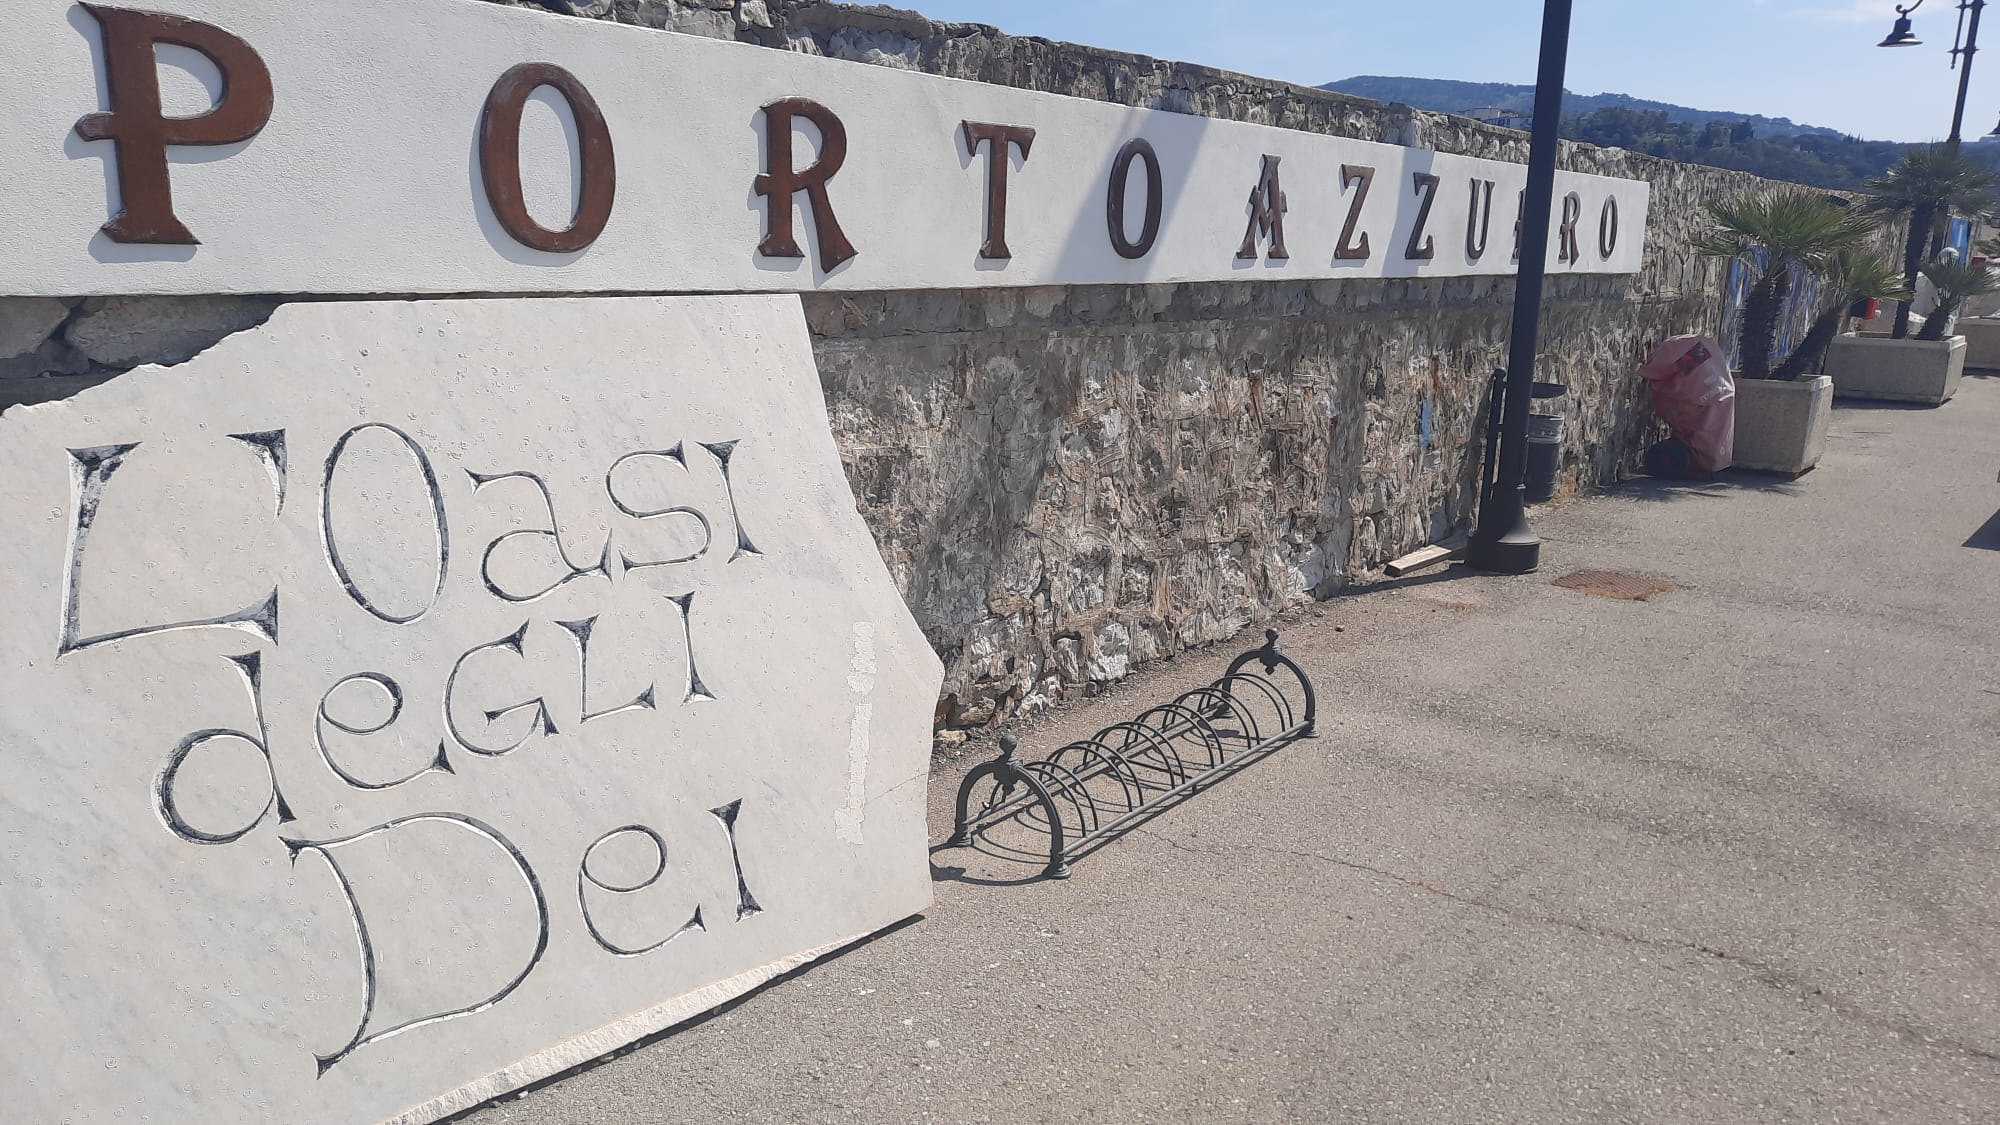 PORTO AZZURRO
L'Oasi
deGLI
Dei